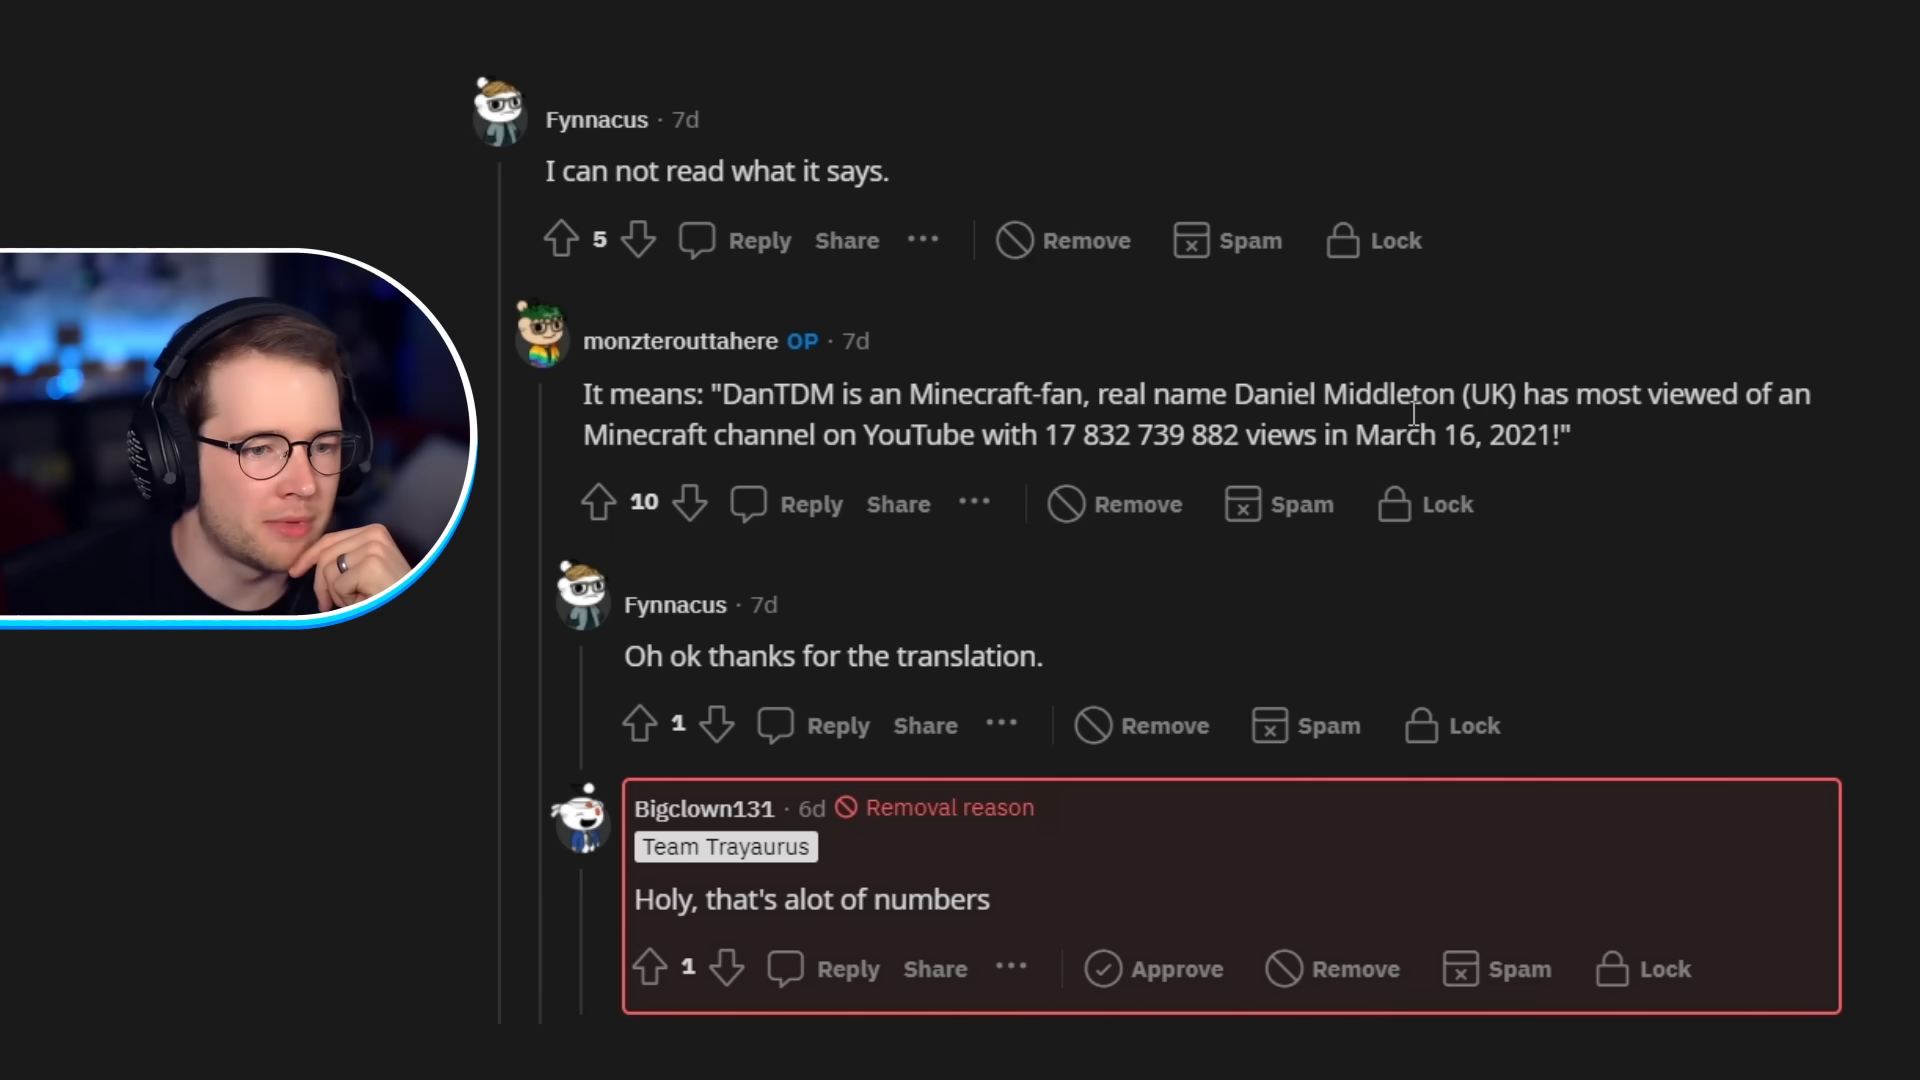 Fynnacus · 7d
I can not read what it says.
5 Reply Share ··· Remove Spam Lock
monzterouttahere OP · 7d
It means: "DanTDM is an Minecraft-fan, real name Daniel Middleton (UK) has most viewed of an
Minecraft channel on YouTube with 17 832 739 882 views in March 16, 2021!"
10 Reply Share ··· Remove Spam Lock
Fynnacus · 7d
Oh ok thanks for the translation.
1 Reply Share ··· Remove Spam Lock
Bigclown131 · 6d Removal reason
Team Trayaurus
Holy, that's alot of numbers
1 Reply Share ··· Approve Remove Spam Lock